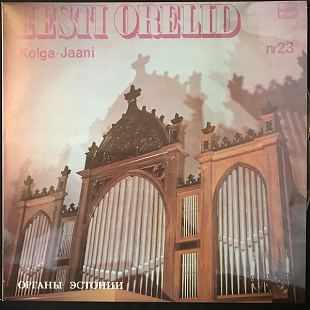 EESTI ORELID
Kolga-Jaani nr23
ОРГАНЫ ЭСТОНИИ